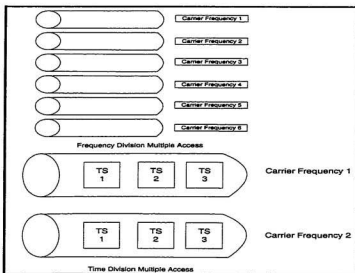 Carrier Frequency 1
Carrier Frequency 2
Carrier Frequency 3
Carrier Frequency 4
Carrier Frequency 5
Carrier Frequency 6
Frequency Division Multiple Access
TS 1
TS 2
TS 3
Carrier Frequency 1
TS 1
TS 2
TS 3
Carrier Frequency 2
Time Division Multiple Access